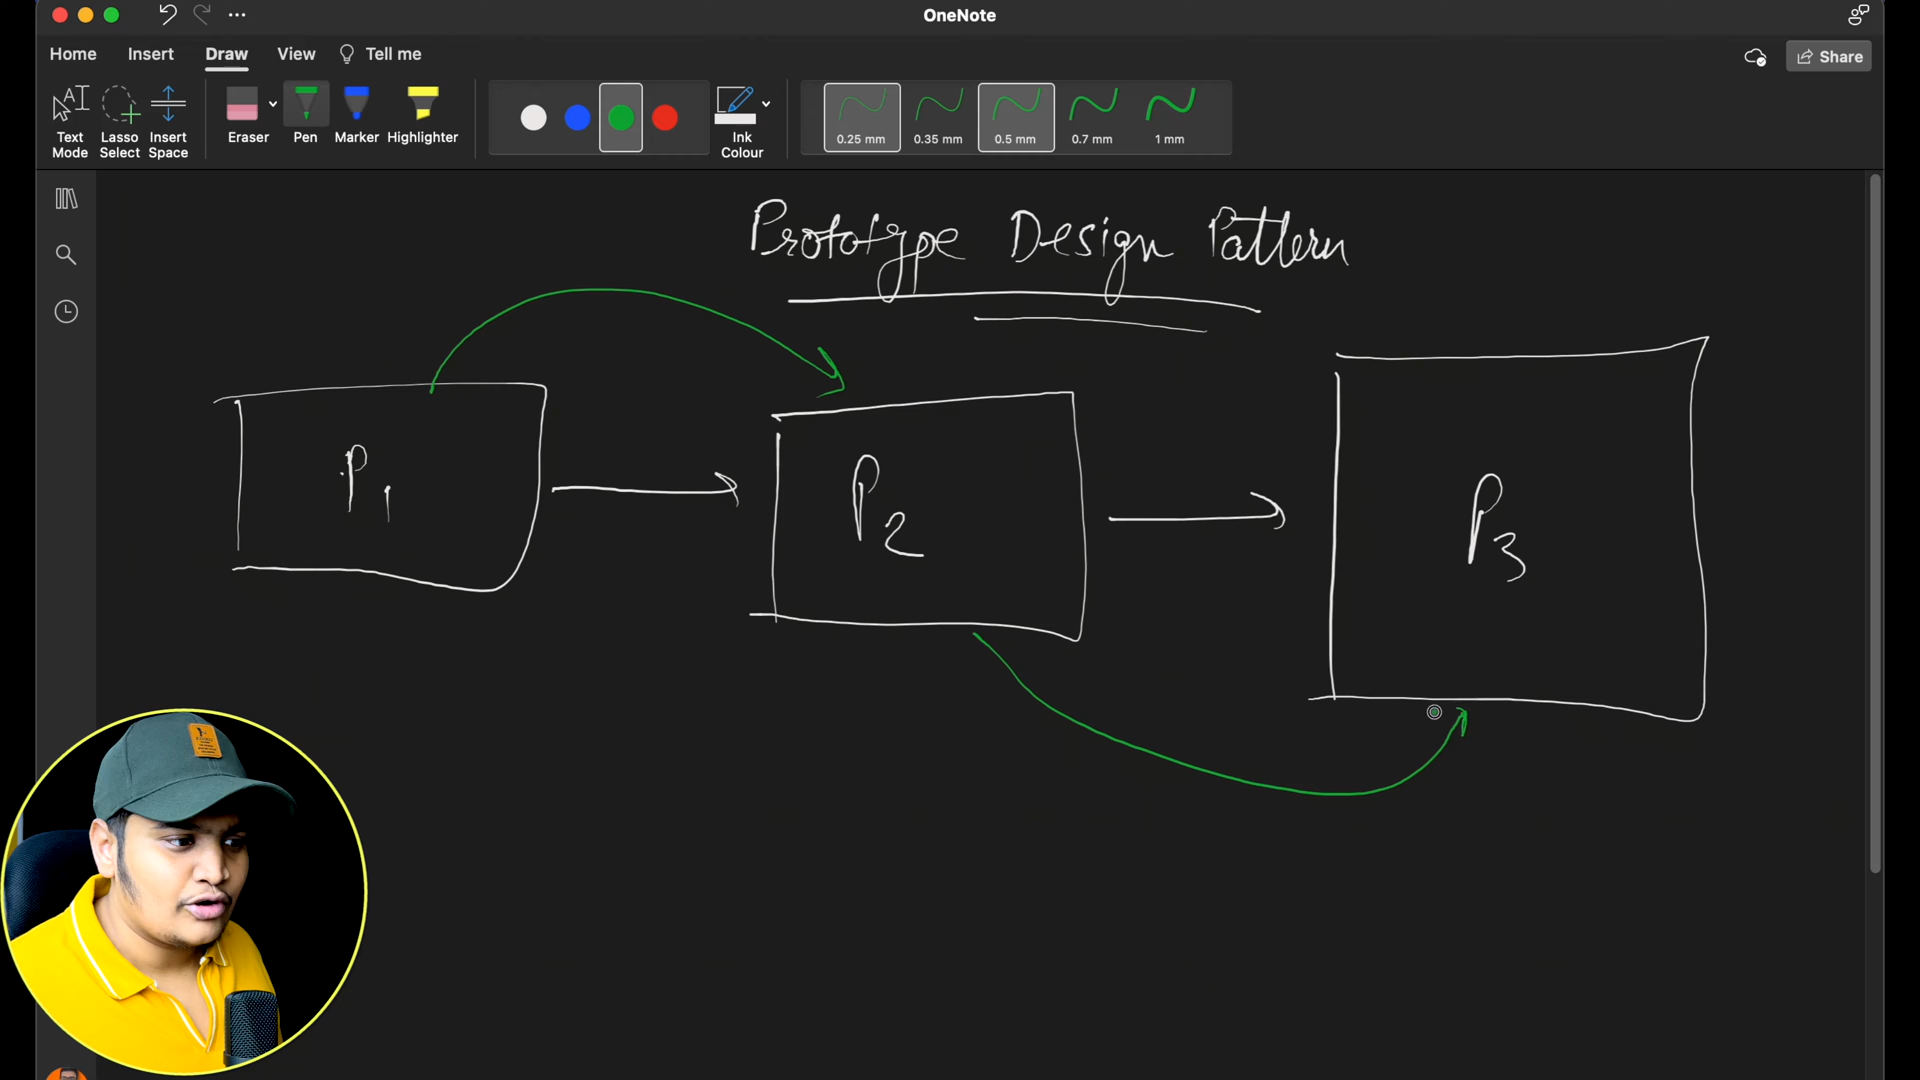 OneNote
Home Insert Draw View Tell me
Share
Text Mode
Lasso Select
Insert Space
Eraser
Pen
Marker
Highlighter
Ink Colour
0.25 mm
0.35 mm
0.5 mm
0.7 mm
1 mm
Prototype Design Pattern
P1
P2
P3